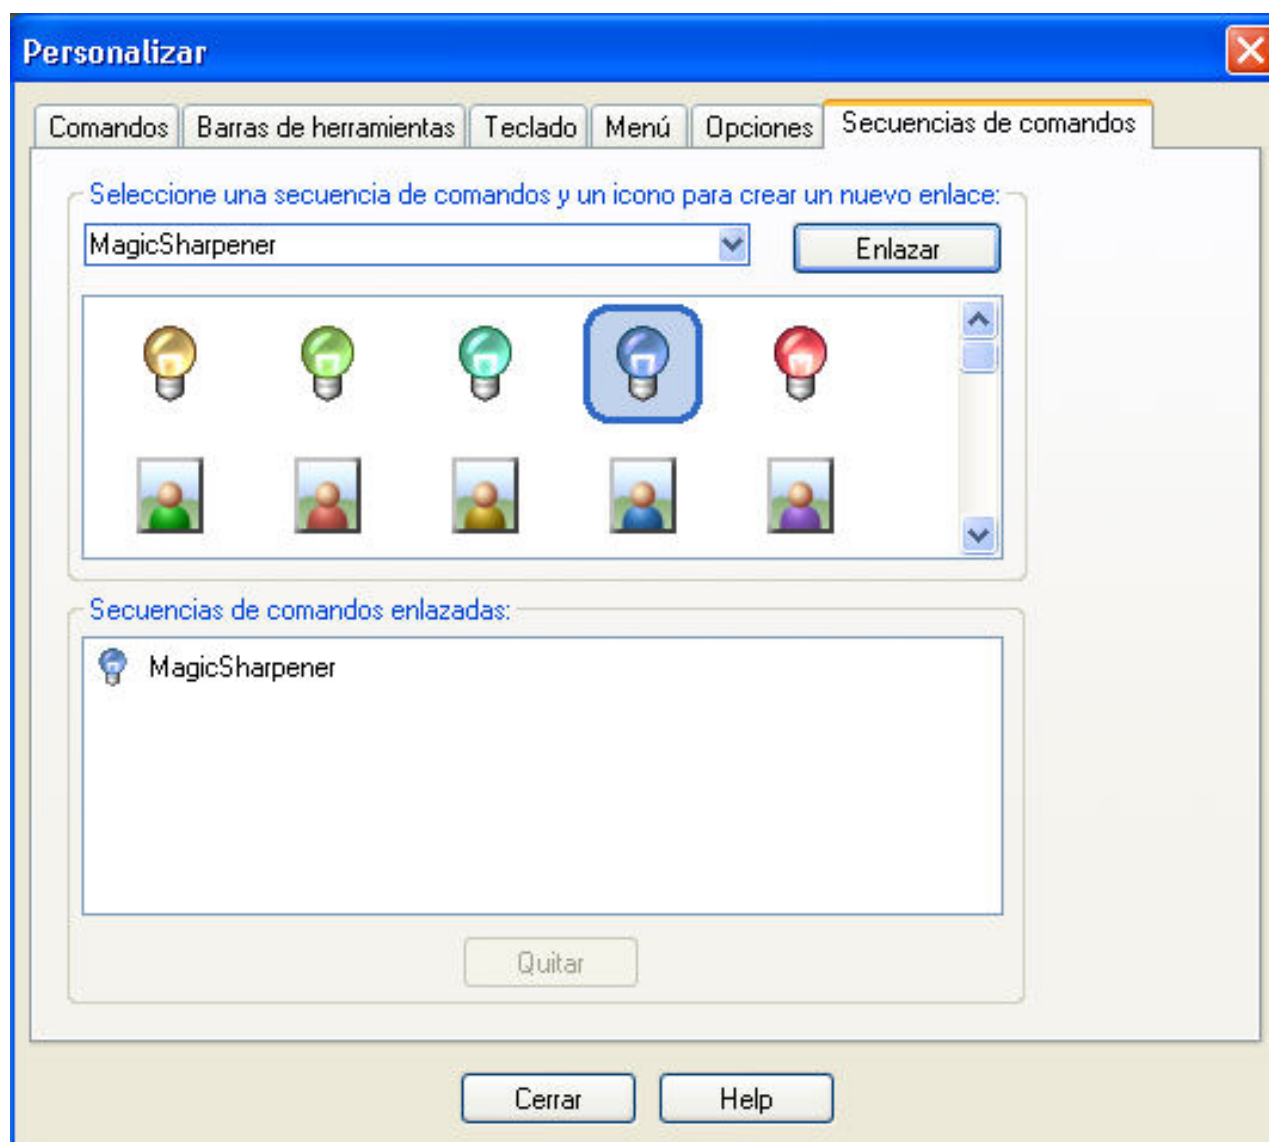 Personalizar
Comandos Barras de herramientas Teclado Menú Opciones Secuencias de comandos
Seleccione una secuencia de comandos y un icono para crear un nuevo enlace:
MagicSharpener Enlazar
Secuencias de comandos enlazadas:
MagicSharpener
Quitar
Cerrar Help